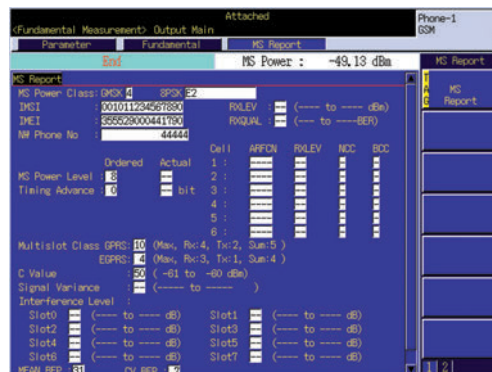 Attached
<Fundamental Measurement> Output Main
Phone-1
GSM
Parameter Fundamental MS Report
End MS Power : -49.13 dBm MS Report
MS Report
TAG
MS Report
MS Power Class:GMSK 4 8PSK E2
IMSI :001011234567890 RXLEV :-- (---- to ---- dBm)
IMEI :355529000441790 RXQUAL :-- (---- to ----BER)
NW Phone No : 44444
Cell ARFCN RXLEV NCC BCC
Ordered Actual 1 : ---- -- - -
MS Power Level : 8 -- 2 : ---- -- - -
Timing Advance : 0 -- bit 3 : ---- -- - -
4 : ---- -- - -
5 : ---- -- - -
6 : ---- -- - -
Multislot Class GPRS:10 (Max, Rx:4, Tx:2, Sum:5 )
EGPRS: 4 (Max, Rx:3, Tx:1, Sum:4 )
C Value :50 ( -61 to -60 dBm)
Signal Variance :-- (----- to ----- )
Interference Level :
Slot0 -- (---- to ---- dB) Slot1 -- (---- to ---- dB)
Slot2 -- (---- to ---- dB) Slot3 -- (---- to ---- dB)
Slot4 -- (---- to ---- dB) Slot5 -- (---- to ---- dB)
Slot6 -- (---- to ---- dB) Slot7 -- (---- to ---- dB)
MEAN BEP :31 CV BEP : 7
1 2